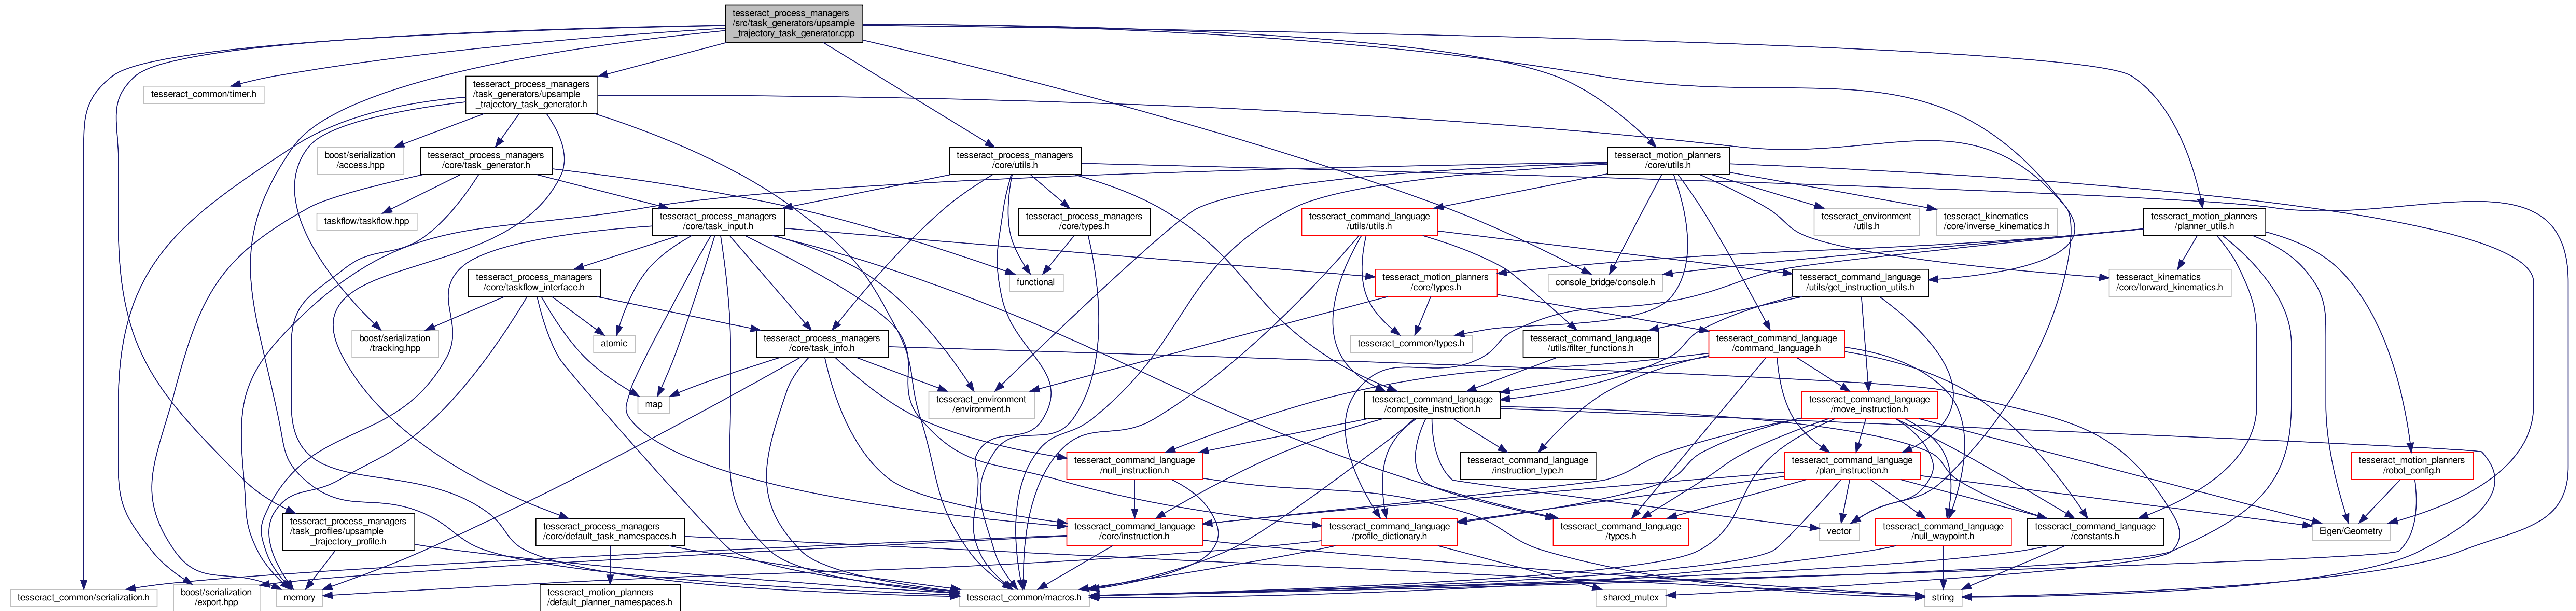 tesseract_process_managers
/src/task_generators/upsample
_trajectory_task_generator.cpp
tesseract_common/timer.h
tesseract_process_managers
/task_generators/upsample
_trajectory_task_generator.h
boost/serialization
/access.hpp
tesseract_process_managers
/core/task_generator.h
tesseract_process_managers
/core/utils.h
tesseract_motion_planners
/core/utils.h
taskflow/taskflow.hpp
tesseract_process_managers
/core/task_input.h
tesseract_process_managers
/core/types.h
tesseract_command_language
/utils/utils.h
tesseract_environment
/utils.h
tesseract_kinematics
/core/inverse_kinematics.h
tesseract_motion_planners
/planner_utils.h
tesseract_process_managers
/core/taskflow_interface.h
functional
tesseract_motion_planners
/core/types.h
console_bridge/console.h
tesseract_command_language
/utils/get_instruction_utils.h
tesseract_kinematics
/core/forward_kinematics.h
boost/serialization
/tracking.hpp
atomic
tesseract_process_managers
/core/task_info.h
tesseract_common/types.h
tesseract_command_language
/utils/filter_functions.h
tesseract_command_language
/command_language.h
map
tesseract_environment
/environment.h
tesseract_command_language
/composite_instruction.h
tesseract_command_language
/move_instruction.h
tesseract_command_language
/null_instruction.h
tesseract_command_language
/instruction_type.h
tesseract_command_language
/plan_instruction.h
tesseract_motion_planners
/robot_config.h
tesseract_process_managers
/task_profiles/upsample
_trajectory_profile.h
tesseract_process_managers
/core/default_task_namespaces.h
tesseract_command_language
/core/instruction.h
tesseract_command_language
/profile_dictionary.h
tesseract_command_language
/types.h
vector
tesseract_command_language
/null_waypoint.h
tesseract_command_language
/constants.h
Eigen/Geometry
tesseract_common/serialization.h
boost/serialization
/export.hpp
memory
tesseract_motion_planners
/default_planner_namespaces.h
tesseract_common/macros.h
shared_mutex
string